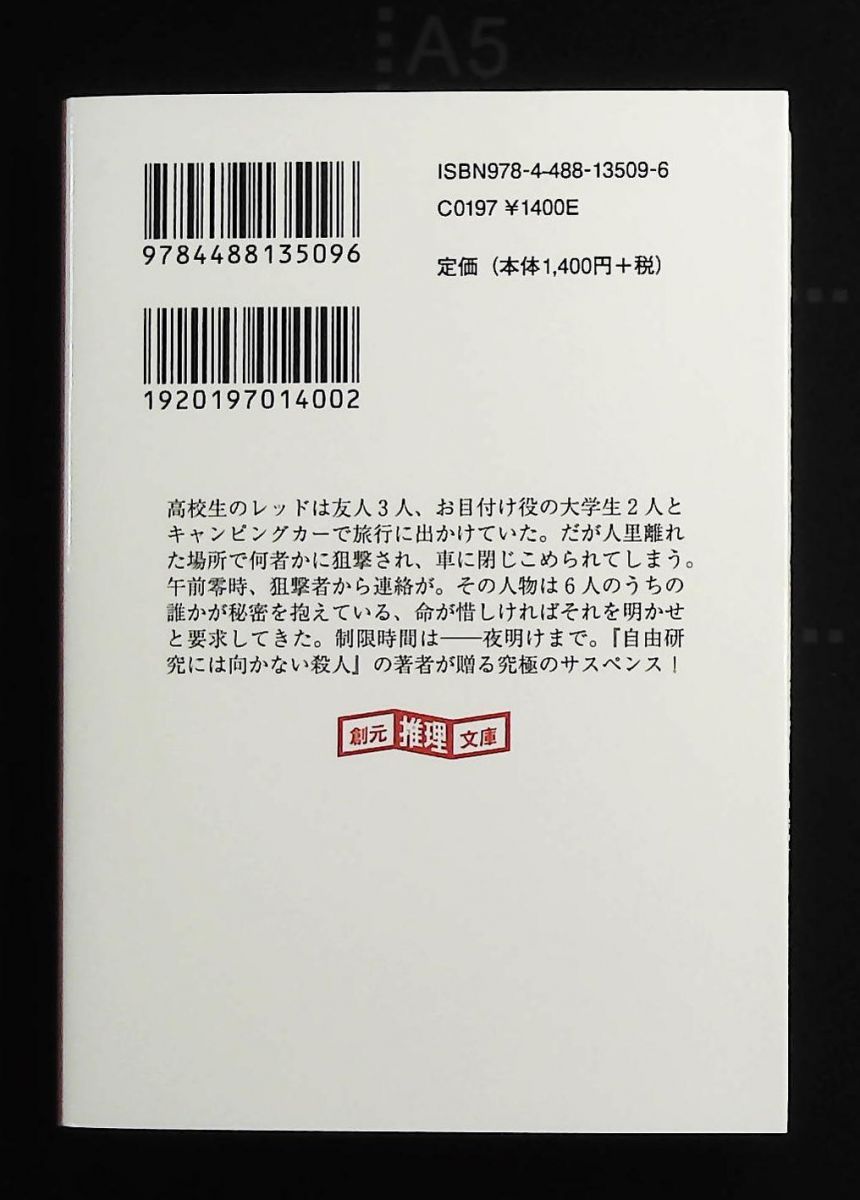 A5
ISBN978-4-488-13509-6
C0197 ¥1400E
定価（本体1,400円＋税）
9784488135096
1920197014002
高校生のレッドは友人3人、お目付け役の大学生2人と
キャンピングカーで旅行に出かけていた。だが人里離れ
た場所で何者かに狙撃され、車に閉じこめられてしまう。
午前零時、狙撃者から連絡が。その人物は6人のうちの
誰かが秘密を抱えている、命が惜しければそれを明かせ
と要求してきた。制限時間は――夜明けまで。『自由研
究には向かない殺人』の著者が贈る究極のサスペンス！
創元推理文庫